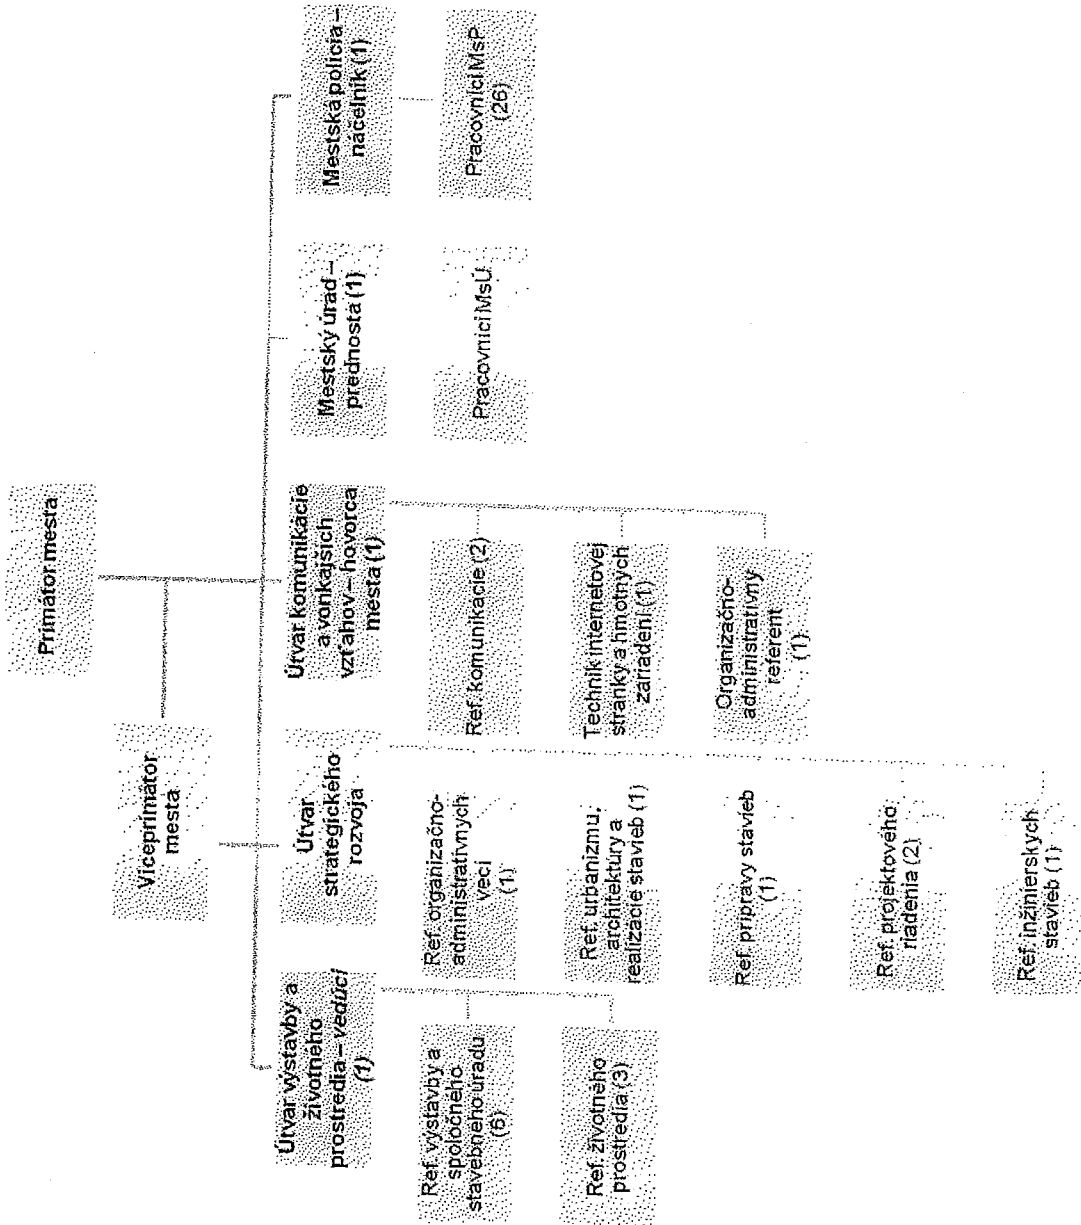 Primátor mesta
Viceprimátor
mesta
Útvar výstavby a
životného
prostredia – vedúci
(1)
Útvar
strategického
rozvoja
Útvar komunikácie
a vonkajších
vzťahov – hovorca
mesta (1)
Mestský úrad –
prednosta (1)
Mestská polícia –
náčelník (1)
Ref. výstavby a
spoločného
stavebného úradu
(6)
Ref. životného
prostredia (3)
Ref. organizačno-
administratívnych
vecí
(1)
Ref. urbanizmu,
architektúry a
realizácie stavieb (1)
Ref. prípravy stavieb
(1)
Ref. projektového
riadenia (2)
Ref. inžinierskych
stavieb (1)
Ref. komunikácie (2)
Technik internetovej
stránky a hmotných
zariadení (1)
Organizačno-
administratívny
referent
(1)
Pracovníci MsÚ
Pracovníci MsP
(26)